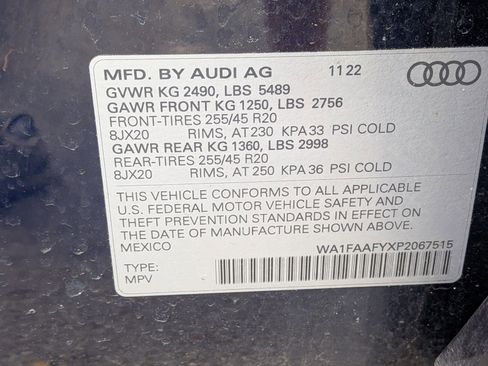 MFD. BY AUDI AG 11 22
GVWR KG 2490, LBS 5489
GAWR FRONT KG 1250, LBS 2756
FRONT-TIRES 255/45 R20
8JX20 RIMS, AT 230 KPA 33 PSI COLD
GAWR REAR KG 1360, LBS 2998
REAR-TIRES 255/45 R20
8JX20 RIMS, AT 250 KPA 36 PSI COLD
THIS VEHICLE CONFORMS TO ALL APPLICABLE
U.S. FEDERAL MOTOR VEHICLE SAFETY AND
THEFT PREVENTION STANDARDS IN EFFECT ON
THE DATE OF MANUFACTURE SHOWN ABOVE.
MEXICO WA1FAAFYXP2067515
TYPE:
MPV